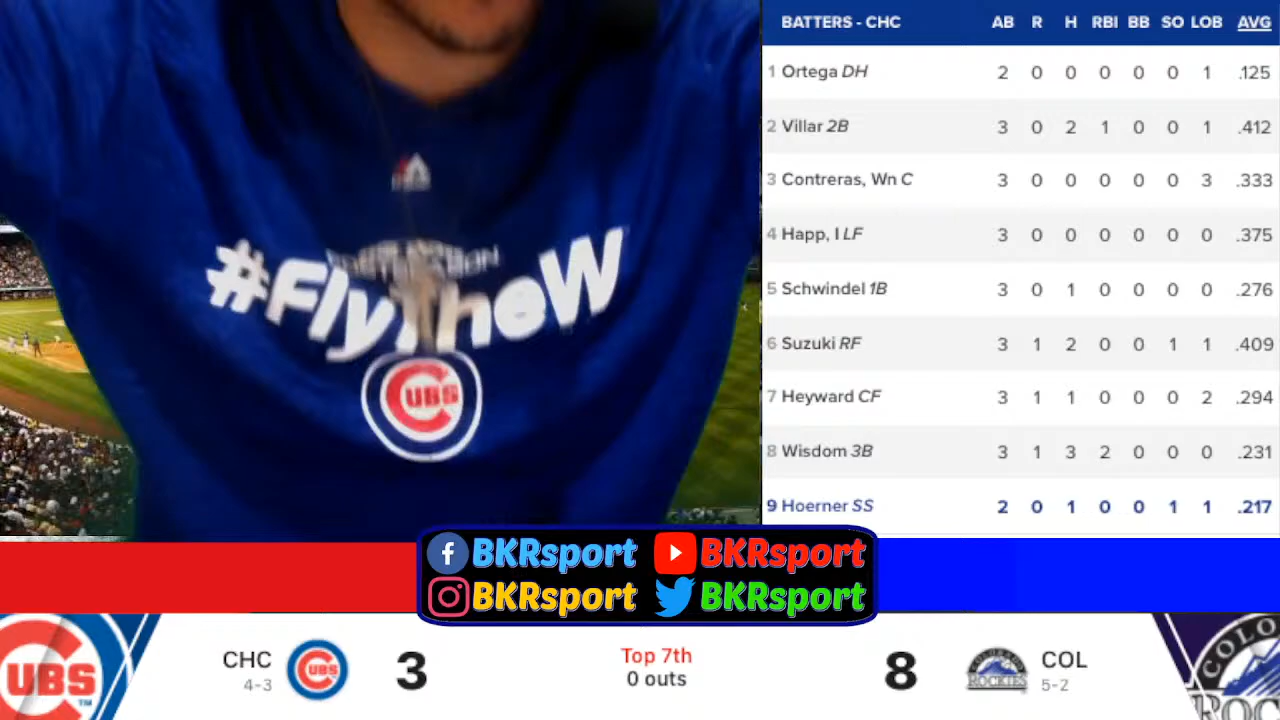 #FlyTheW
CUBS
BATTERS - CHC AB R H RBI BB SO LOB AVG
1 Ortega DH 2 0 0 0 0 0 1 .125
2 Villar 2B 3 0 2 1 0 0 1 .412
3 Contreras, Wn C 3 0 0 0 0 0 3 .333
4 Happ, I LF 3 0 0 0 0 0 0 .375
5 Schwindel 1B 3 0 1 0 0 0 0 .276
6 Suzuki RF 3 1 2 0 0 1 1 .409
7 Heyward CF 3 1 1 0 0 0 2 .294
8 Wisdom 3B 3 1 3 2 0 0 0 .231
9 Hoerner SS 2 0 1 0 0 1 1 .217
BKRsport BKRsport
BKRsport BKRsport
UBS
TM
CHC
4-3
CUBS
3
Top 7th
0 outs
8
COLORADO
ROCKIES
COL
5-2
COLO
ROC